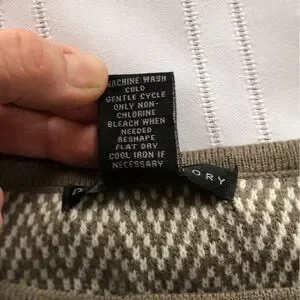 MACHINE WASH
COLD
GENTLE CYCLE
ONLY NON-
CHLORINE
BLEACH WHEN
NEEDED
RESHAPE
FLAT DRY
COOL IRON IF
NECESSARY
ORY